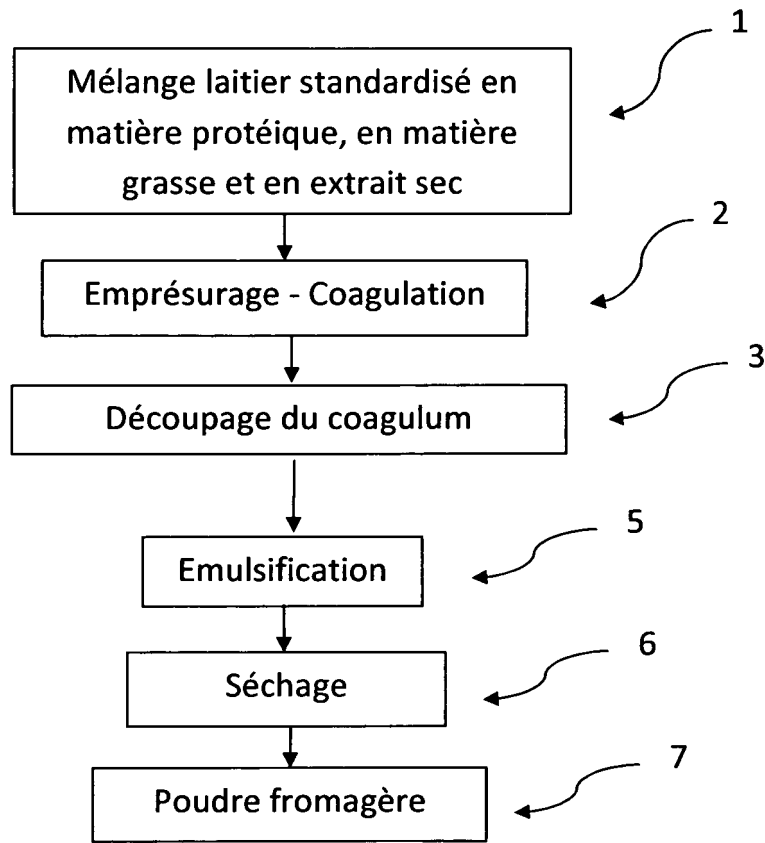 1
Mélange laitier standardisé en
matière protéique, en matière
grasse et en extrait sec
2
Emprésurage - Coagulation
3
Découpage du coagulum
5
Emulsification
6
Séchage
7
Poudre fromagère